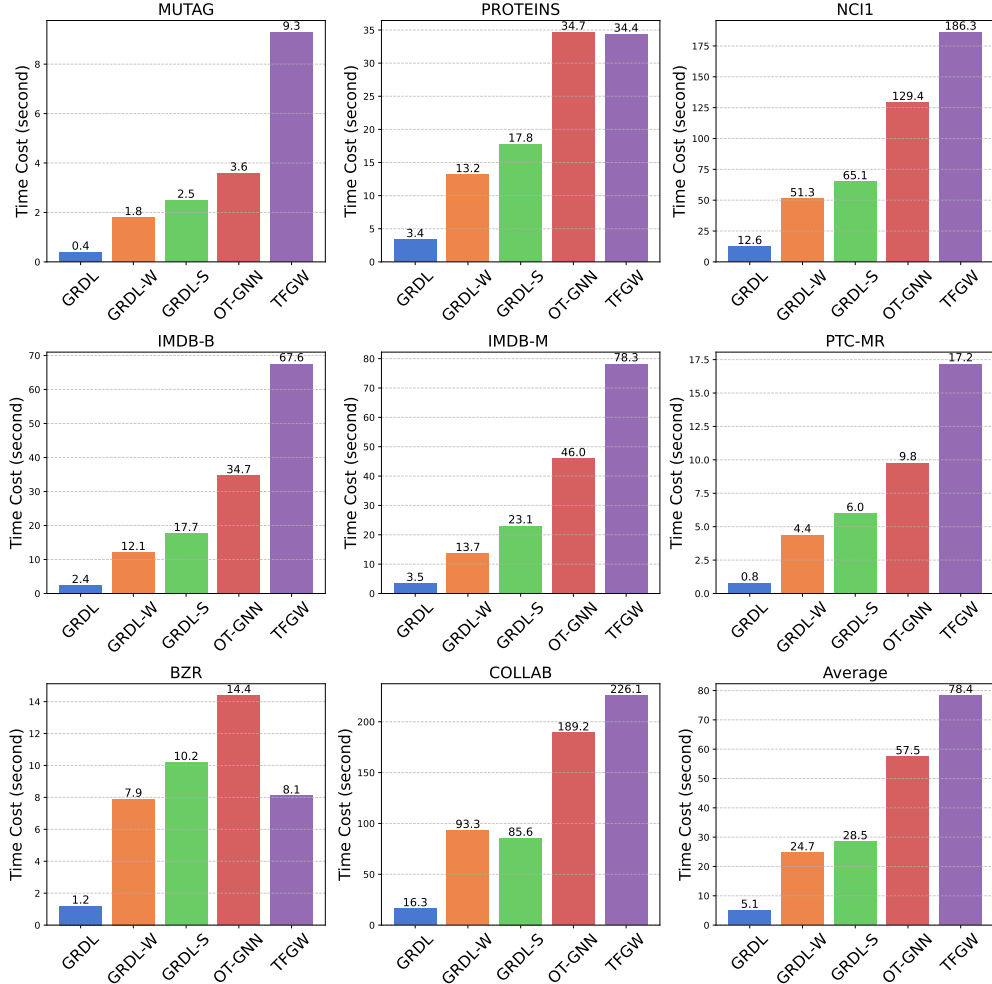 MUTAG
Time Cost (second)
8
6
4
2
0
0.4
1.8
2.5
3.6
9.3
GRDL
GRDL-W
GRDL-S
OT-GNN
TFGW
PROTEINS
Time Cost (second)
35
30
25
20
15
10
5
0
3.4
13.2
17.8
34.7
34.4
GRDL
GRDL-W
GRDL-S
OT-GNN
TFGW
NCI1
Time Cost (second)
175
150
125
100
75
50
25
0
12.6
51.3
65.1
129.4
186.3
GRDL
GRDL-W
GRDL-S
OT-GNN
TFGW
IMDB-B
Time Cost (second)
70
60
50
40
30
20
10
0
2.4
12.1
17.7
34.7
67.6
GRDL
GRDL-W
GRDL-S
OT-GNN
TFGW
IMDB-M
Time Cost (second)
80
70
60
50
40
30
20
10
0
3.5
13.7
23.1
46.0
78.3
GRDL
GRDL-W
GRDL-S
OT-GNN
TFGW
PTC-MR
Time Cost (second)
17.5
15.0
12.5
10.0
7.5
5.0
2.5
0.0
0.8
4.4
6.0
9.8
17.2
GRDL
GRDL-W
GRDL-S
OT-GNN
TFGW
BZR
Time Cost (second)
14
12
10
8
6
4
2
0
1.2
7.9
10.2
14.4
8.1
GRDL
GRDL-W
GRDL-S
OT-GNN
TFGW
COLLAB
Time Cost (second)
200
150
100
50
0
16.3
93.3
85.6
189.2
226.1
GRDL
GRDL-W
GRDL-S
OT-GNN
TFGW
Average
Time Cost (second)
80
70
60
50
40
30
20
10
0
5.1
24.7
28.5
57.5
78.4
GRDL
GRDL-W
GRDL-S
OT-GNN
TFGW